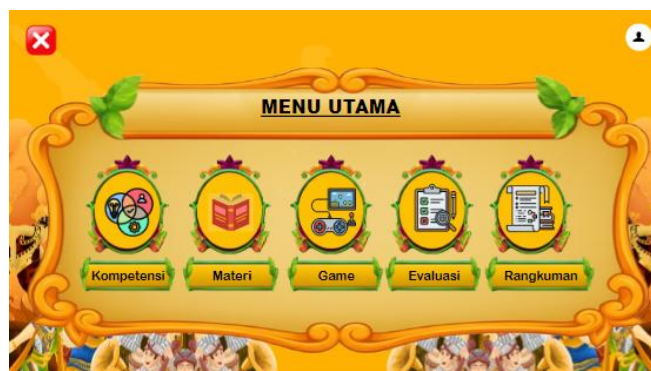 MENU UTAMA
Kompetensi
Materi
Game
Evaluasi
Rangkuman